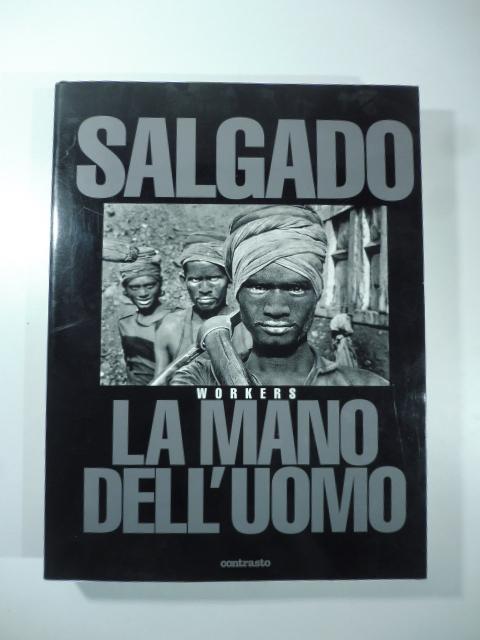 SALGADO
WORKERS
LA MANO
DELL'UOMO
contrasto